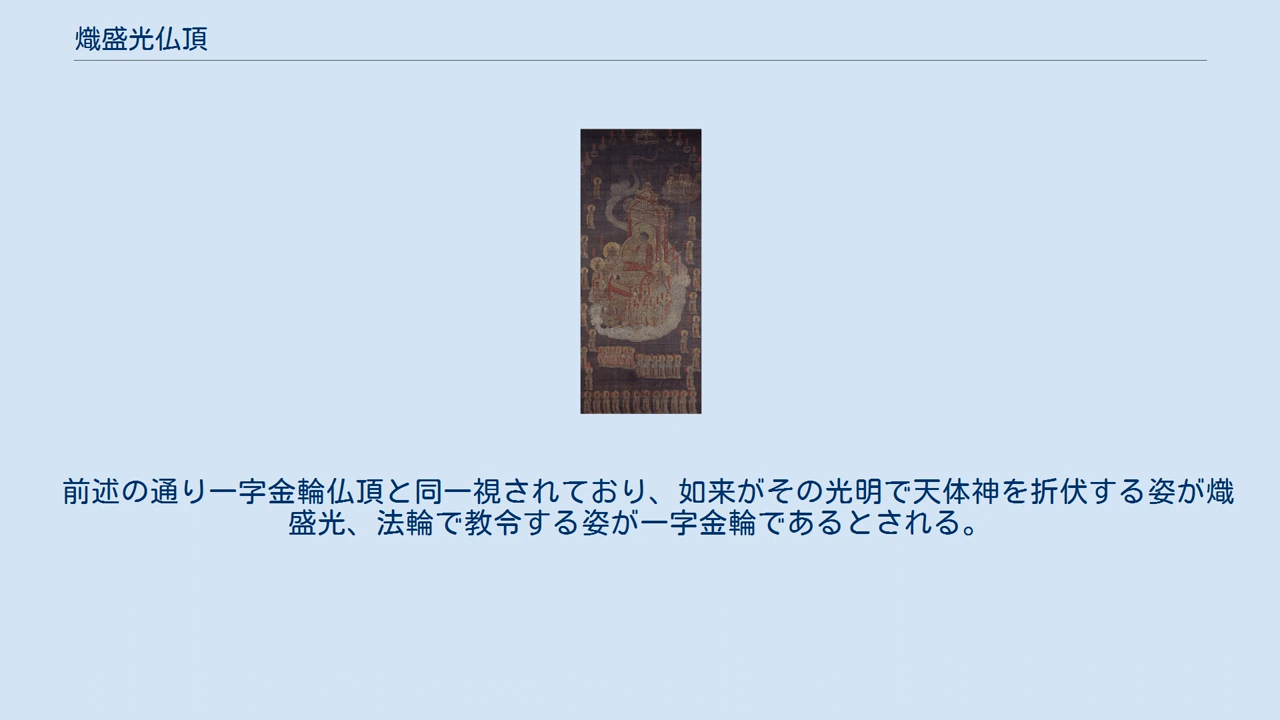 熾盛光仏頂
前述の通り一字金輪仏頂と同一視されており、如来がその光明で天体神を折伏する姿が熾
盛光、法輪で教令する姿が一字金輪であるとされる。